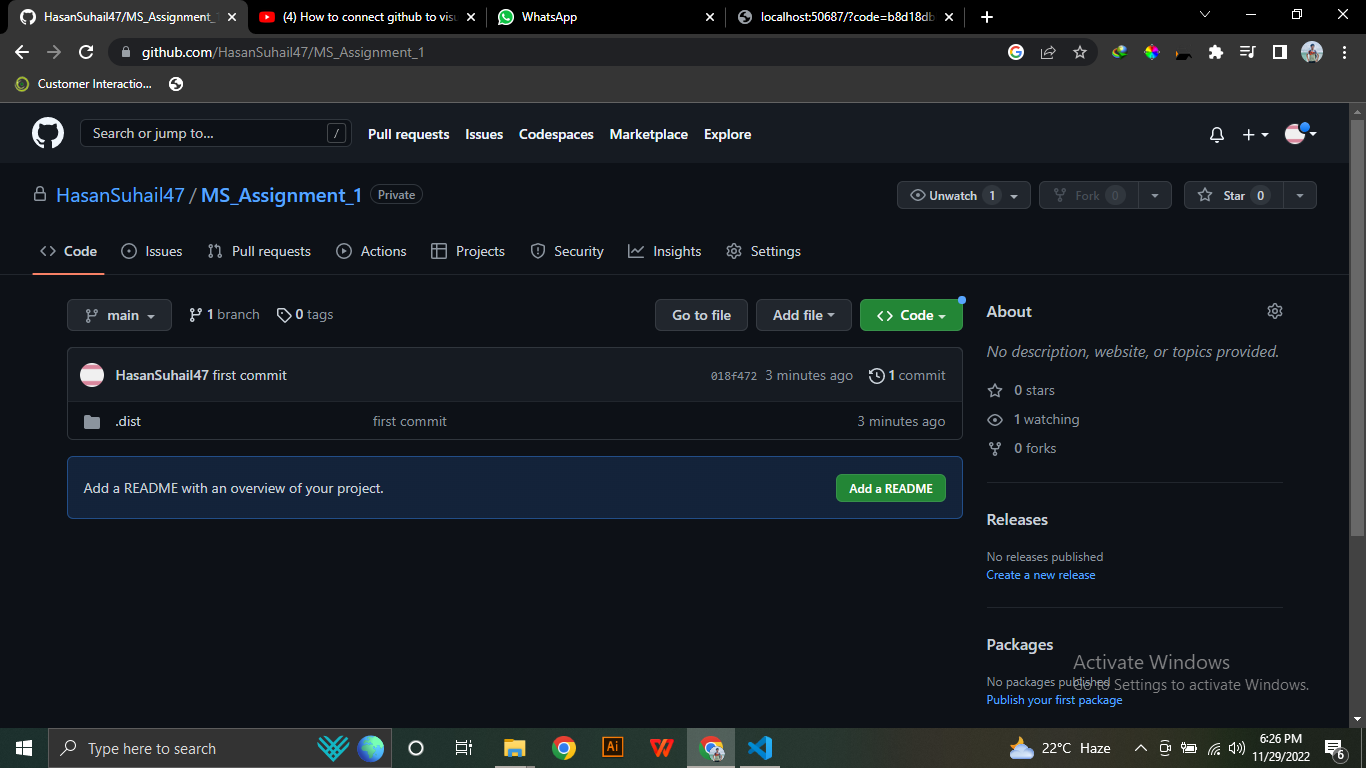 HasanSuhail47/MS_Assignment_
(4) How to connect github to visu
WhatsApp
localhost:50687/?code=b8d18db
github.com/HasanSuhail47/MS_Assignment_1
Customer Interactio...
Search or jump to...
/
Pull requests
Issues
Codespaces
Marketplace
Explore
HasanSuhail47 / MS_Assignment_1
Private
Unwatch 1
Fork 0
Star 0
Code
Issues
Pull requests
Actions
Projects
Security
Insights
Settings
main
1 branch
0 tags
Go to file
Add file
Code
HasanSuhail47 first commit
018f472 3 minutes ago
1 commit
.dist
first commit
3 minutes ago
Add a README with an overview of your project.
Add a README
About
No description, website, or topics provided.
0 stars
1 watching
0 forks
Releases
No releases published
Create a new release
Packages
No packages published
Publish your first package
Activate Windows
Go to Settings to activate Windows.
Type here to search
Ai
22°C Haze
6:26 PM
11/29/2022
6